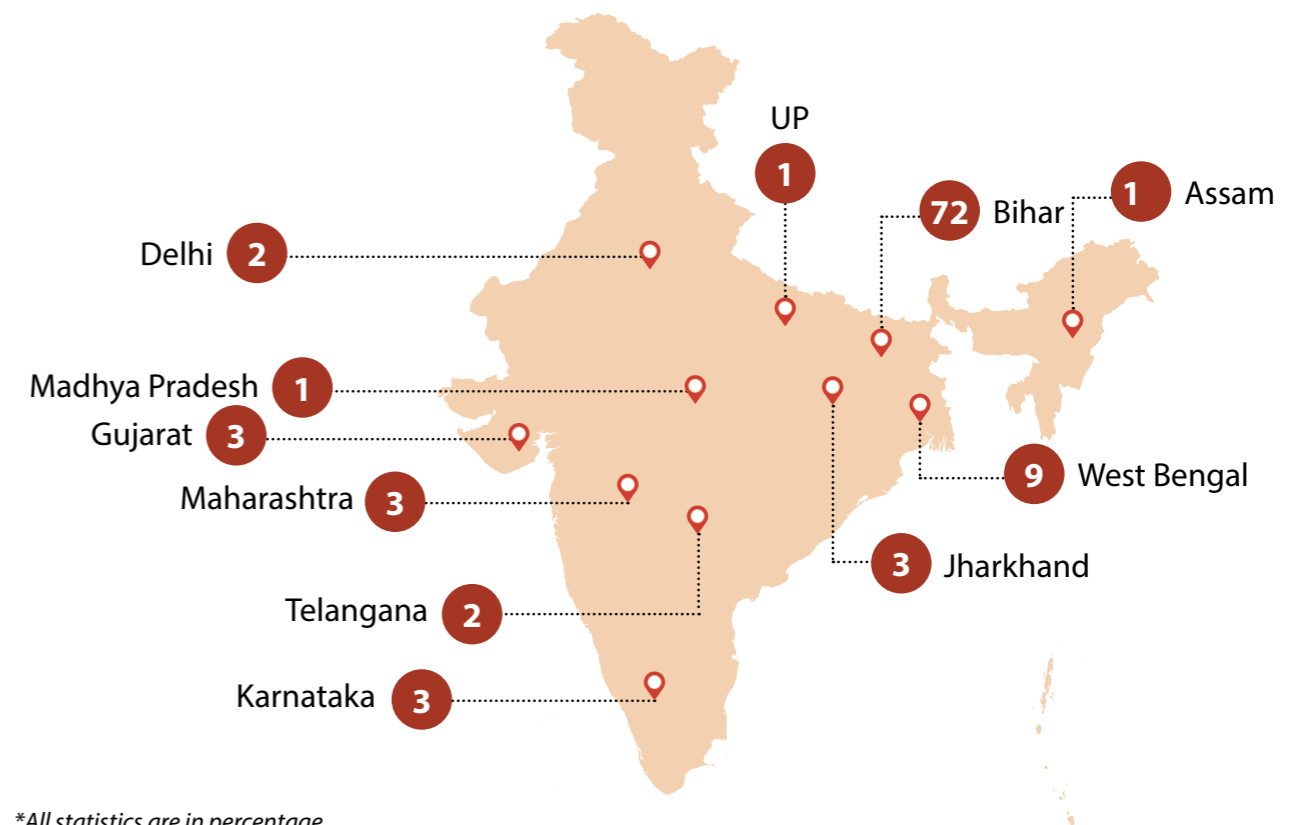 UP
1
72 Bihar
1 Assam
Delhi 2
Madhya Pradesh 1
Gujarat 3
Maharashtra 3
9 West Bengal
3 Jharkhand
Telangana 2
Karnataka 3
*All statistics are in percentage